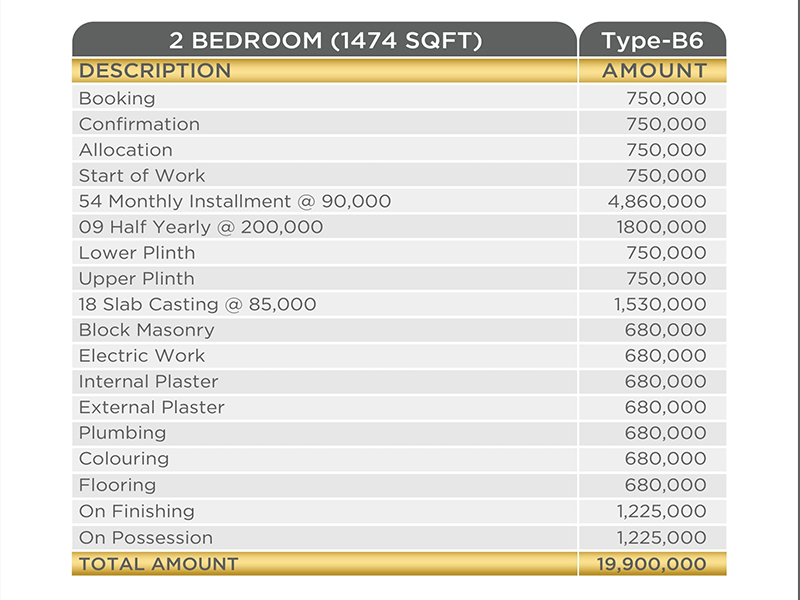 2 BEDROOM (1474 SQFT) Type-B6
DESCRIPTION AMOUNT
Booking 750,000
Confirmation 750,000
Allocation 750,000
Start of Work 750,000
54 Monthly Installment @ 90,000 4,860,000
09 Half Yearly @ 200,000 1800,000
Lower Plinth 750,000
Upper Plinth 750,000
18 Slab Casting @ 85,000 1,530,000
Block Masonry 680,000
Electric Work 680,000
Internal Plaster 680,000
External Plaster 680,000
Plumbing 680,000
Colouring 680,000
Flooring 680,000
On Finishing 1,225,000
On Possession 1,225,000
TOTAL AMOUNT 19,900,000